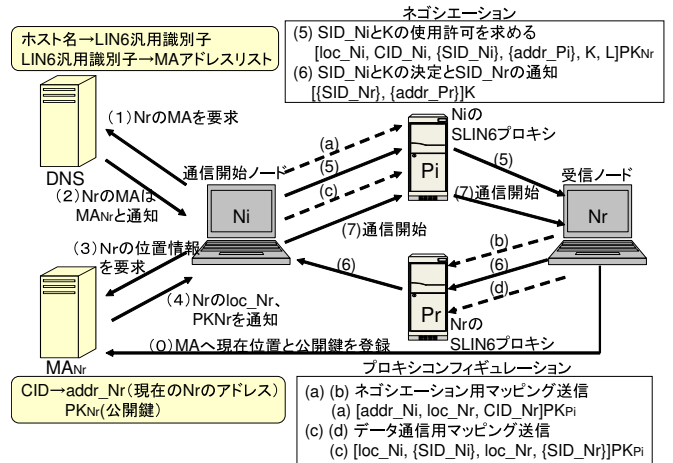 ネゴシエーション
ホスト名→LIN6汎用識別子
LIN6汎用識別子→MAアドレスリスト
(5) SID_NiとKの使用許可を求める
[loc_Ni, CID_Ni, {SID_Ni}, {addr_Pi}, K, L]PKNr
(6) SID_NiとKの決定とSID_Nrの通知
[{SID_Nr}, {addr_Pr}]K
(1)NrのMAを要求
DNS
(2)NrのMAは
MANrと通知
通信開始ノード
Ni
(a)
(5)
(c)
(7)通信開始
Niの
SLIN6プロキシ
Pi
(5)
(7)通信開始
受信ノード
Nr
(3)Nrの位置情報
を要求
(4)Nrのloc_Nr、
PKNrを通知
(6)
(b)
(6)
(d)
Pr
Nrの
SLIN6プロキシ
(0)MAへ現在位置と公開鍵を登録
MANr
CID→addr_Nr(現在のNrのアドレス)
PKNr(公開鍵)
プロキシコンフィギュレーション
(a) (b) ネゴシエーション用マッピング送信
(a) [addr_Ni, loc_Nr, CID_Nr]PKPi
(c) (d) データ通信用マッピング送信
(c) [loc_Ni, {SID_Ni}, loc_Nr, {SID_Nr}]PKPi